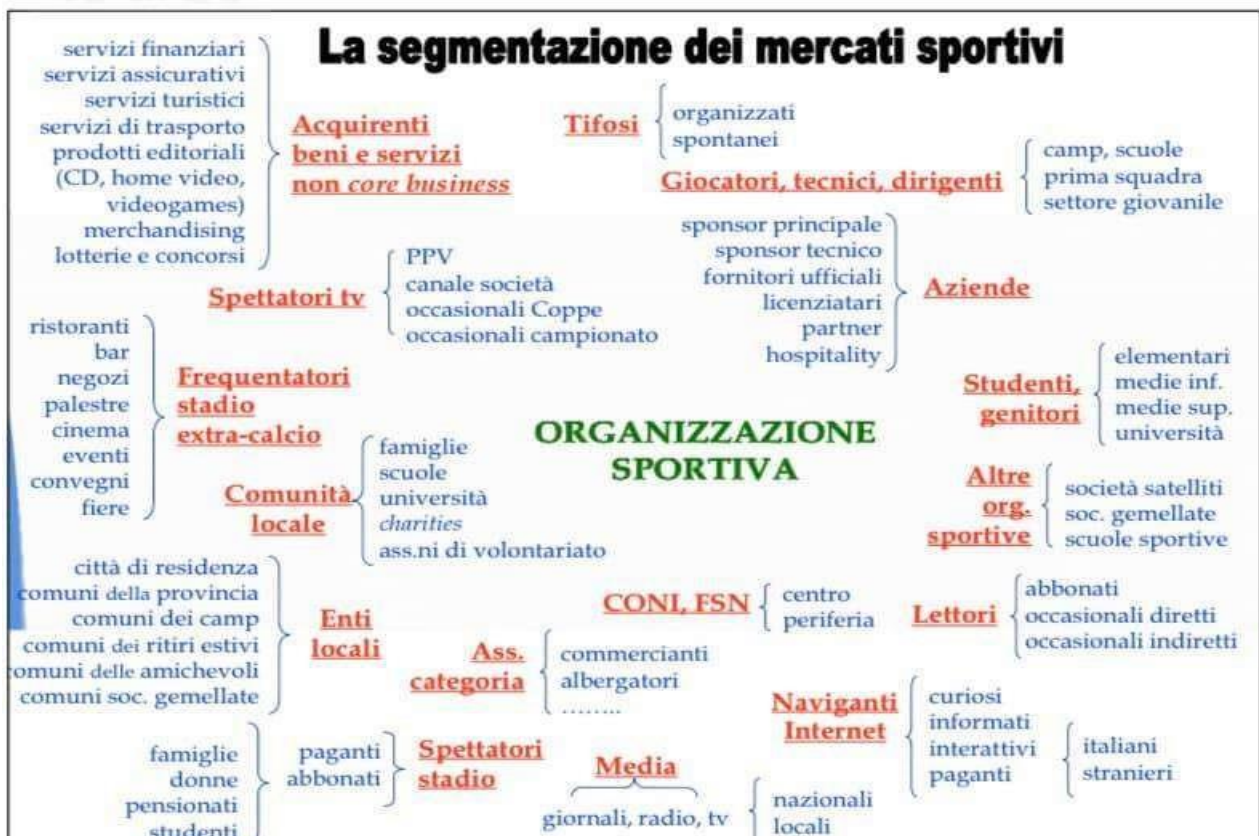 La segmentazione dei mercati sportivi
servizi finanziari
servizi assicurativi
servizi turistici
servizi di trasporto
prodotti editoriali
(CD, home video,
videogames)
merchandising
lotterie e concorsi
Acquirenti
beni e servizi
non core business
Tifosi
organizzati
spontanei
Giocatori, tecnici, dirigenti
camp, scuole
prima squadra
settore giovanile
Spettatori tv
PPV
canale società
occasionali Coppe
occasionali campionato
sponsor principale
sponsor tecnico
fornitori ufficiali
licenziatari
partner
hospitality
Aziende
ristoranti
bar
negozi
palestre
cinema
eventi
convegni
fiere
Frequentatori
stadio
extra-calcio
ORGANIZZAZIONE
SPORTIVA
Studenti,
genitori
elementari
medie inf.
medie sup.
università
Comunità
locale
famiglie
scuole
università
charities
ass.ni di volontariato
Altre
org.
sportive
società satelliti
soc. gemellate
scuole sportive
città di residenza
comuni della provincia
comuni dei camp
comuni dei ritiri estivi
comuni delle amichevoli
comuni soc. gemellate
Enti
locali
CONI, FSN
centro
periferia
Lettori
abbonati
occasionali diretti
occasionali indiretti
Ass.
categoria
commercianti
albergatori
……..
Naviganti
Internet
curiosi
informati
interattivi
paganti
italiani
stranieri
famiglie
donne
pensionati
studenti
paganti
abbonati
Spettatori
stadio
Media
giornali, radio, tv
nazionali
locali